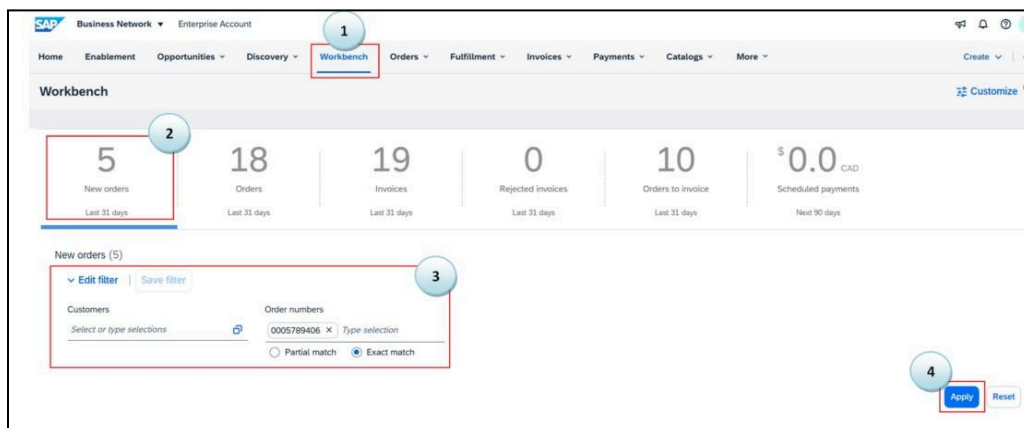 SAP Business Network Enterprise Account
1
Home Enablement Opportunities Discovery Workbench Orders Fulfillment Invoices Payments Catalogs More Create
Workbench Customize
2
5 18 19 0 10 $ 0.0 CAD
New orders Orders Invoices Rejected invoices Orders to invoice Scheduled payments
Last 31 days Last 31 days Last 31 days Last 31 days Last 31 days Next 90 days
New orders (5)
3
Edit filter | Save filter
Customers Order numbers
Select or type selections 0005789406 × Type selection
Partial match Exact match
4
Apply Reset